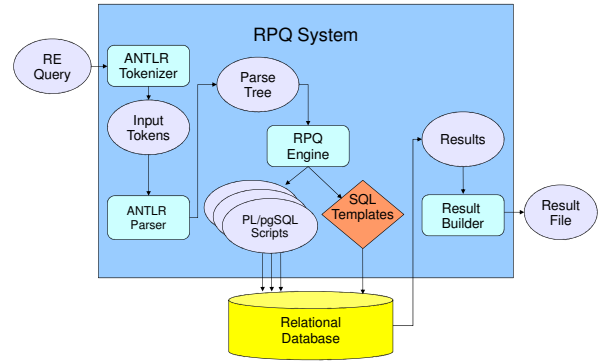 RPQ System
RE
Query
ANTLR
Tokenizer
Input
Tokens
ANTLR
Parser
Parse
Tree
RPQ
Engine
PL/pgSQL
Scripts
SQL
Templates
Relational
Database
Results
Result
Builder
Result
File